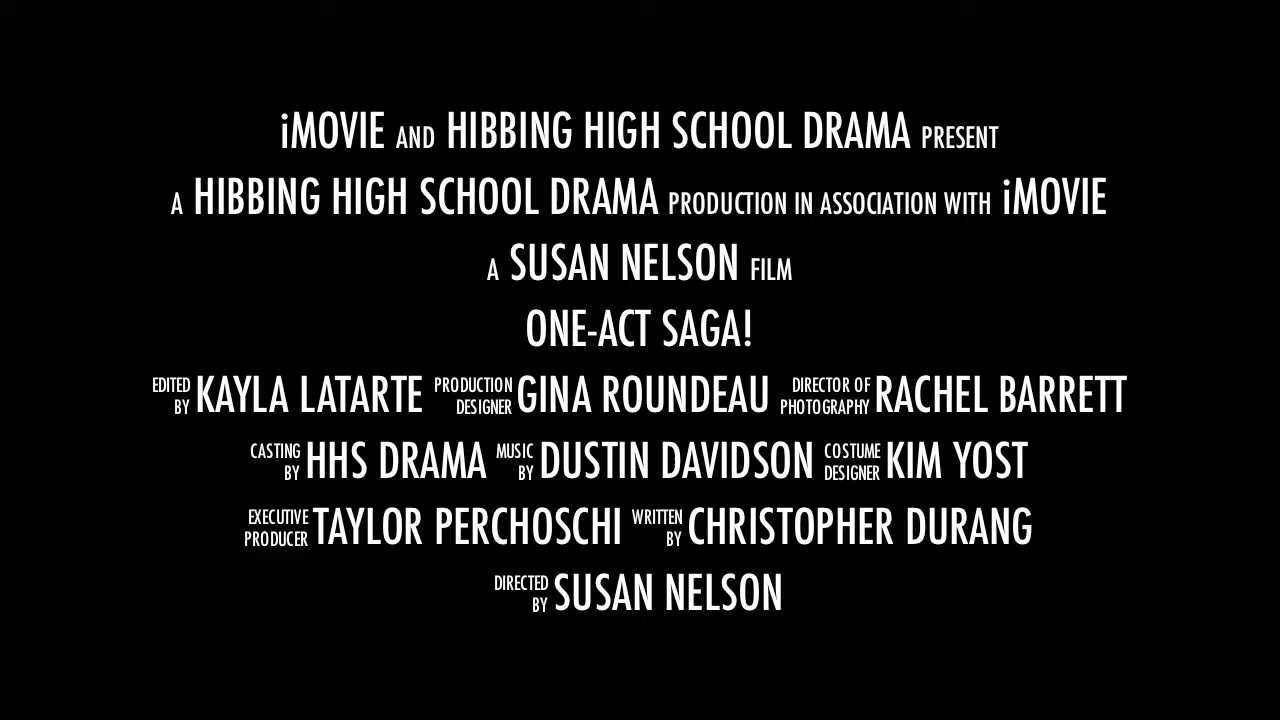 iMOVIE AND HIBBING HIGH SCHOOL DRAMA PRESENT
A HIBBING HIGH SCHOOL DRAMA PRODUCTION IN ASSOCIATION WITH iMOVIE
A SUSAN NELSON FILM
ONE-ACT SAGA!
EDITED BY KAYLA LATARTE PRODUCTION DESIGNER GINA ROUNDEAU DIRECTOR OF PHOTOGRAPHY RACHEL BARRETT
CASTING BY HHS DRAMA MUSIC BY DUSTIN DAVIDSON COSTUME DESIGNER KIM YOST
EXECUTIVE PRODUCER TAYLOR PERCHOSCHI WRITTEN BY CHRISTOPHER DURANG
DIRECTED BY SUSAN NELSON